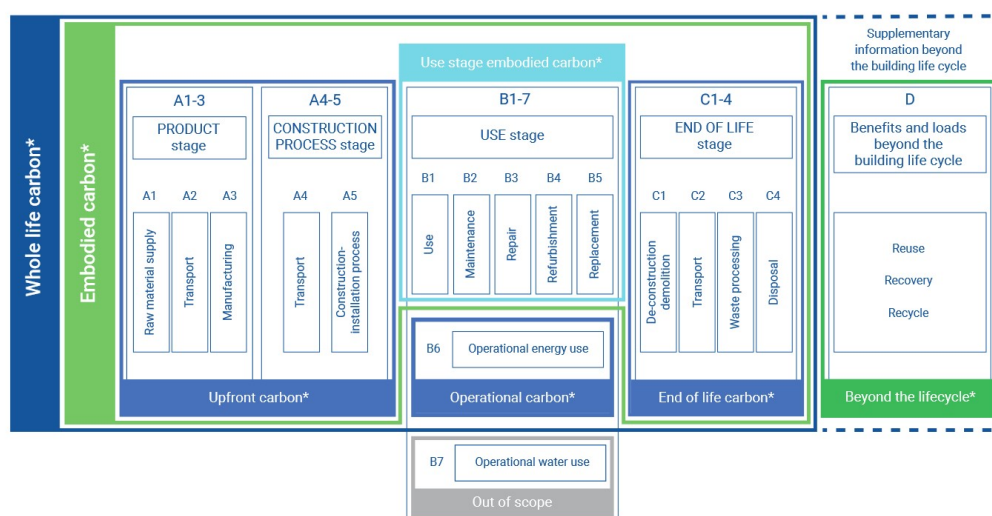 Whole life carbon*
Embodied carbon*
A1-3
PRODUCT
stage
A1
A2
A3
Raw material supply
Transport
Manufacturing
A4-5
CONSTRUCTION
PROCESS stage
A4
A5
Transport
Construction-
installation process
Upfront carbon*
Use stage embodied carbon*
B1-7
USE stage
B1
B2
B3
B4
B5
Use
Maintenance
Repair
Refurbishment
Replacement
B6
Operational energy use
Operational carbon*
B7
Operational water use
Out of scope
C1-4
END OF LIFE
stage
C1
C2
C3
C4
De-construction
demolition
Transport
Waste processing
Disposal
End of life carbon*
Supplementary
information beyond
the building life cycle
D
Benefits and loads
beyond the
building life cycle
Reuse
Recovery
Recycle
Beyond the lifecycle*